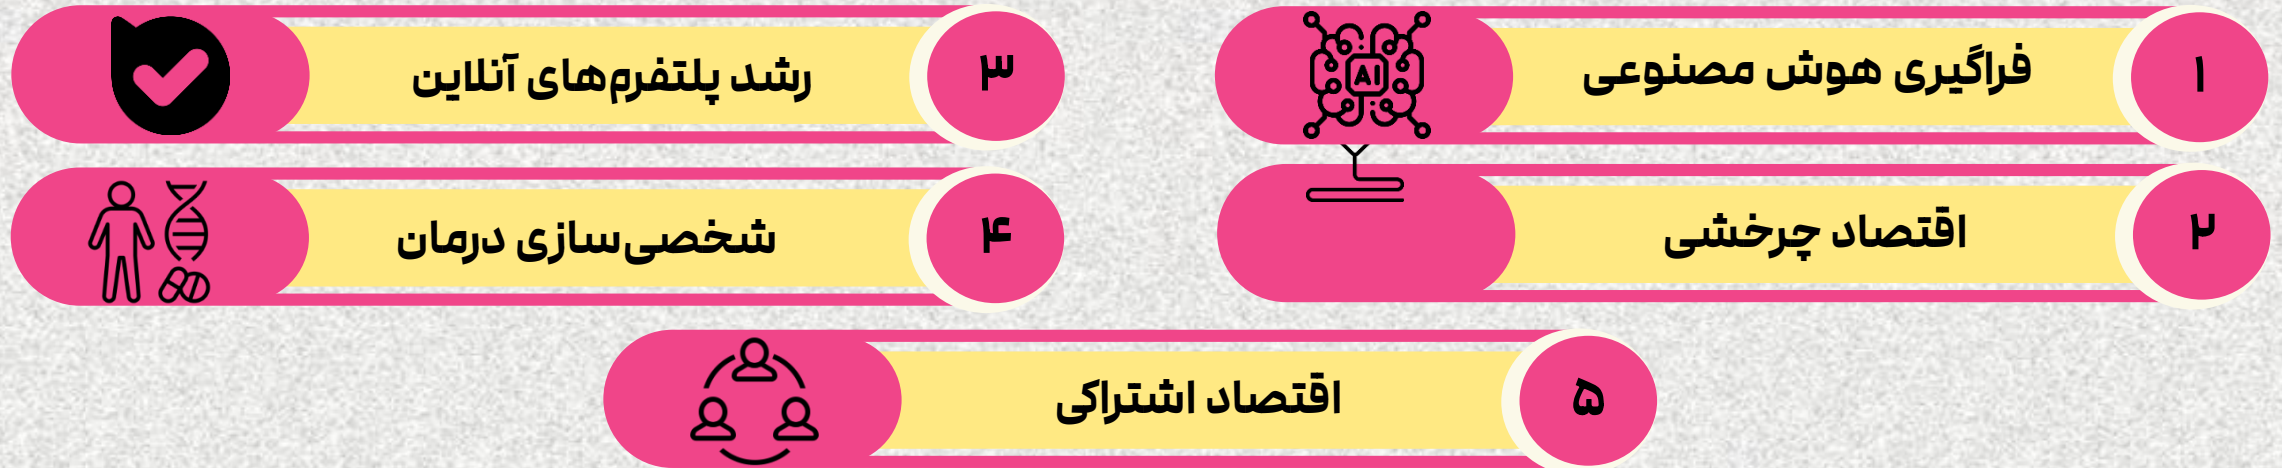 ۱
فراگیری هوش مصنوعی
AI
۲
اقتصاد چرخشی
۳
رشد پلتفرم‌های آنلاین
۴
شخصی‌سازی درمان
۵
اقتصاد اشتراکی